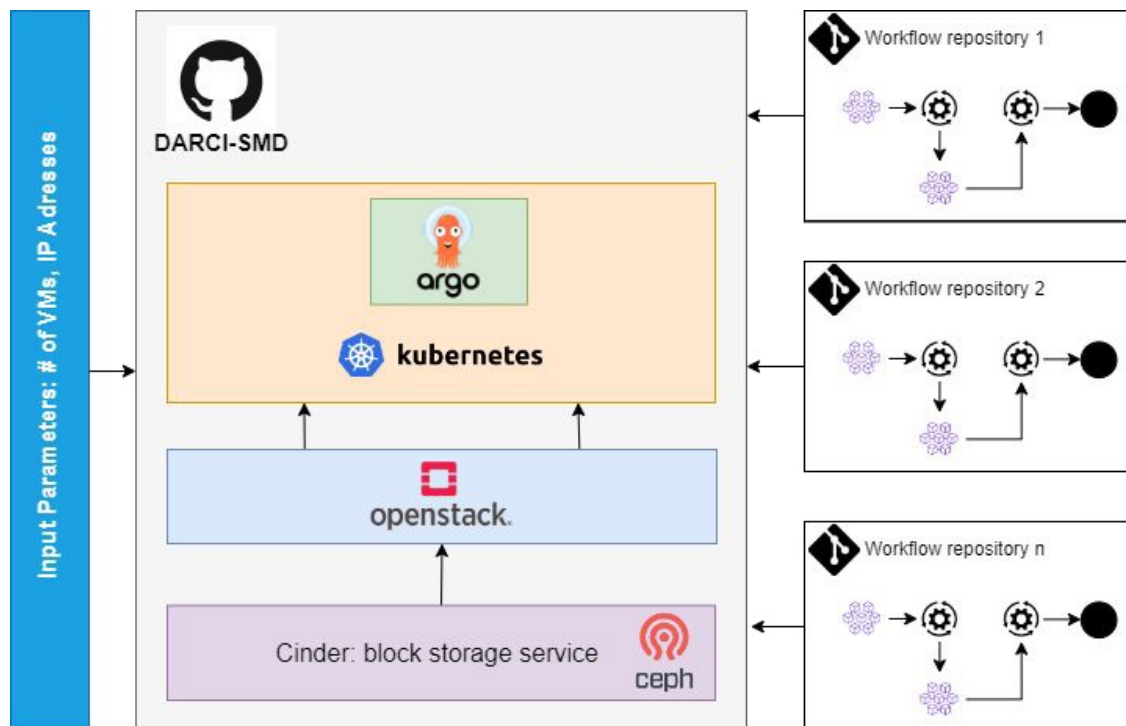 Input Parameters: # of VMs, IP Adresses
DARCI-SMD
argo
kubernetes
openstack.
Cinder: block storage service
ceph
Workflow repository 1
Workflow repository 2
Workflow repository n